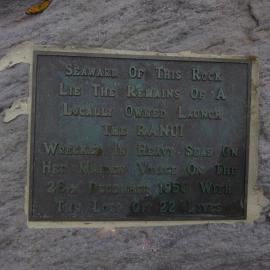 Seaward Of This Rock
Lie The Remains Of A
Locally Owned Launch
The RANUI
Wrecked In Heavy Seas On
Her Maiden Voyage On The
28th December 1950 With
The Loss Of 22 Lives